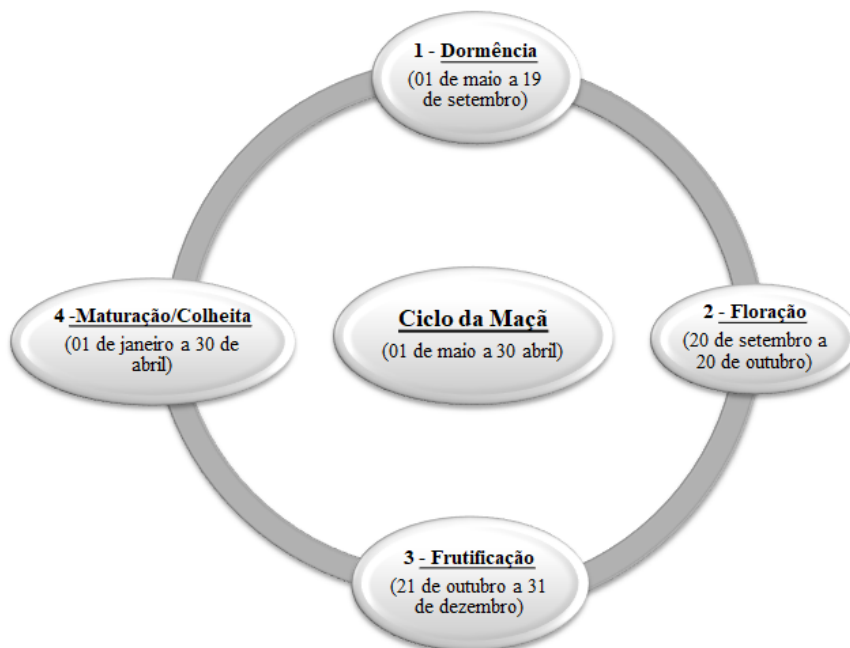 1 - Dormência
(01 de maio a 19
de setembro)
4 -Maturação/Colheita
(01 de janeiro a 30 de
abril)
Ciclo da Maçã
(01 de maio a 30 abril)
2 - Floração
(20 de setembro a
20 de outubro)
3 - Frutificação
(21 de outubro a 31
de dezembro)